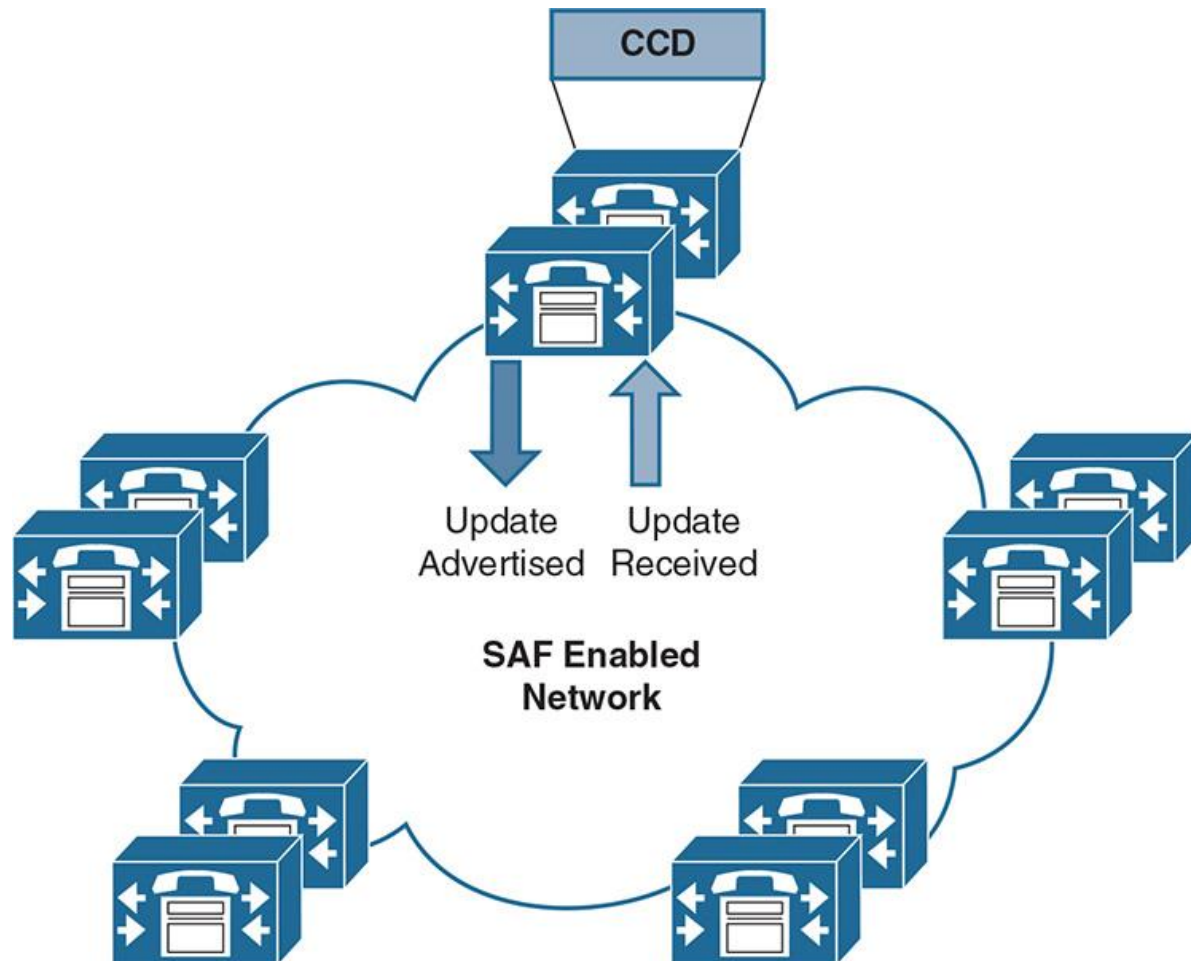 CCD
Update
Advertised
Update
Received
SAF Enabled
Network